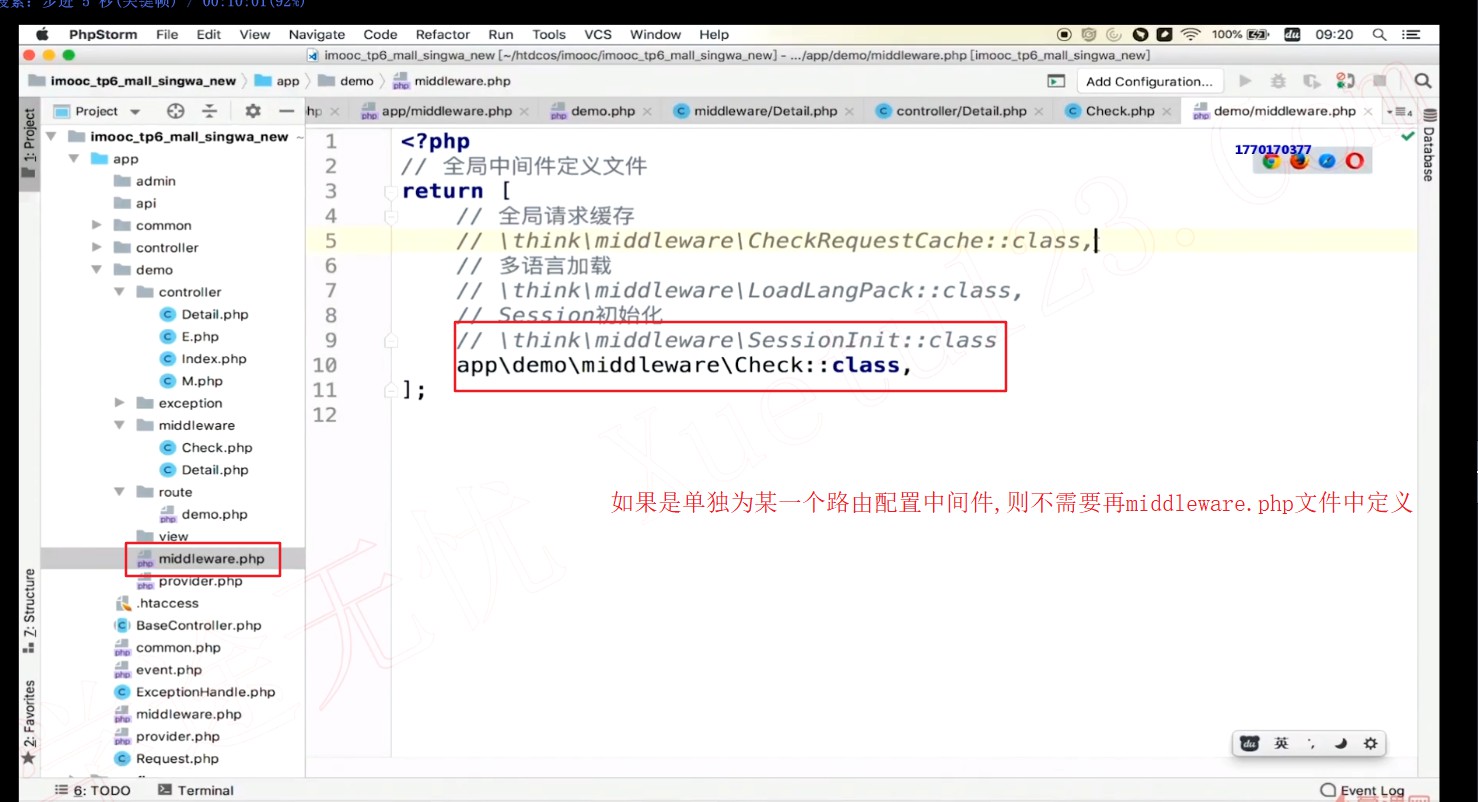 搜索: 步进 5 秒(关键帧) / 00:10:01(92%)
PhpStorm File Edit View Navigate Code Refactor Run Tools VCS Window Help
100% 09:20
imooc_tp6_mall_singwa_new [~/htdcos/imooc/imooc_tp6_mall_singwa_new] - .../app/demo/middleware.php [imooc_tp6_mall_singwa_new]
imooc_tp6_mall_singwa_new app demo middleware.php
Add Configuration...
Project
hp app/middleware.php demo.php middleware/Detail.php controller/Detail.php Check.php demo/middleware.php
1: Project
7: Structure
2: Favorites
Database
imooc_tp6_mall_singwa_new ~
app
admin
api
common
controller
demo
controller
Detail.php
E.php
Index.php
M.php
exception
middleware
Check.php
Detail.php
route
demo.php
view
middleware.php
provider.php
.htaccess
BaseController.php
common.php
event.php
ExceptionHandle.php
middleware.php
provider.php
Request.php
1 <?php
2 // 全局中间件定义文件
3 return [
4 // 全局请求缓存
5 // \think\middleware\CheckRequestCache::class,
6 // 多语言加载
7 // \think\middleware\LoadLangPack::class,
8 // Session初始化
9 // \think\middleware\SessionInit::class
10 app\demo\middleware\Check::class,
11 ];
12
1770170377
如果是单独为某一个路由配置中间件,则不需要再middleware.php文件中定义
英
6: TODO Terminal Event Log